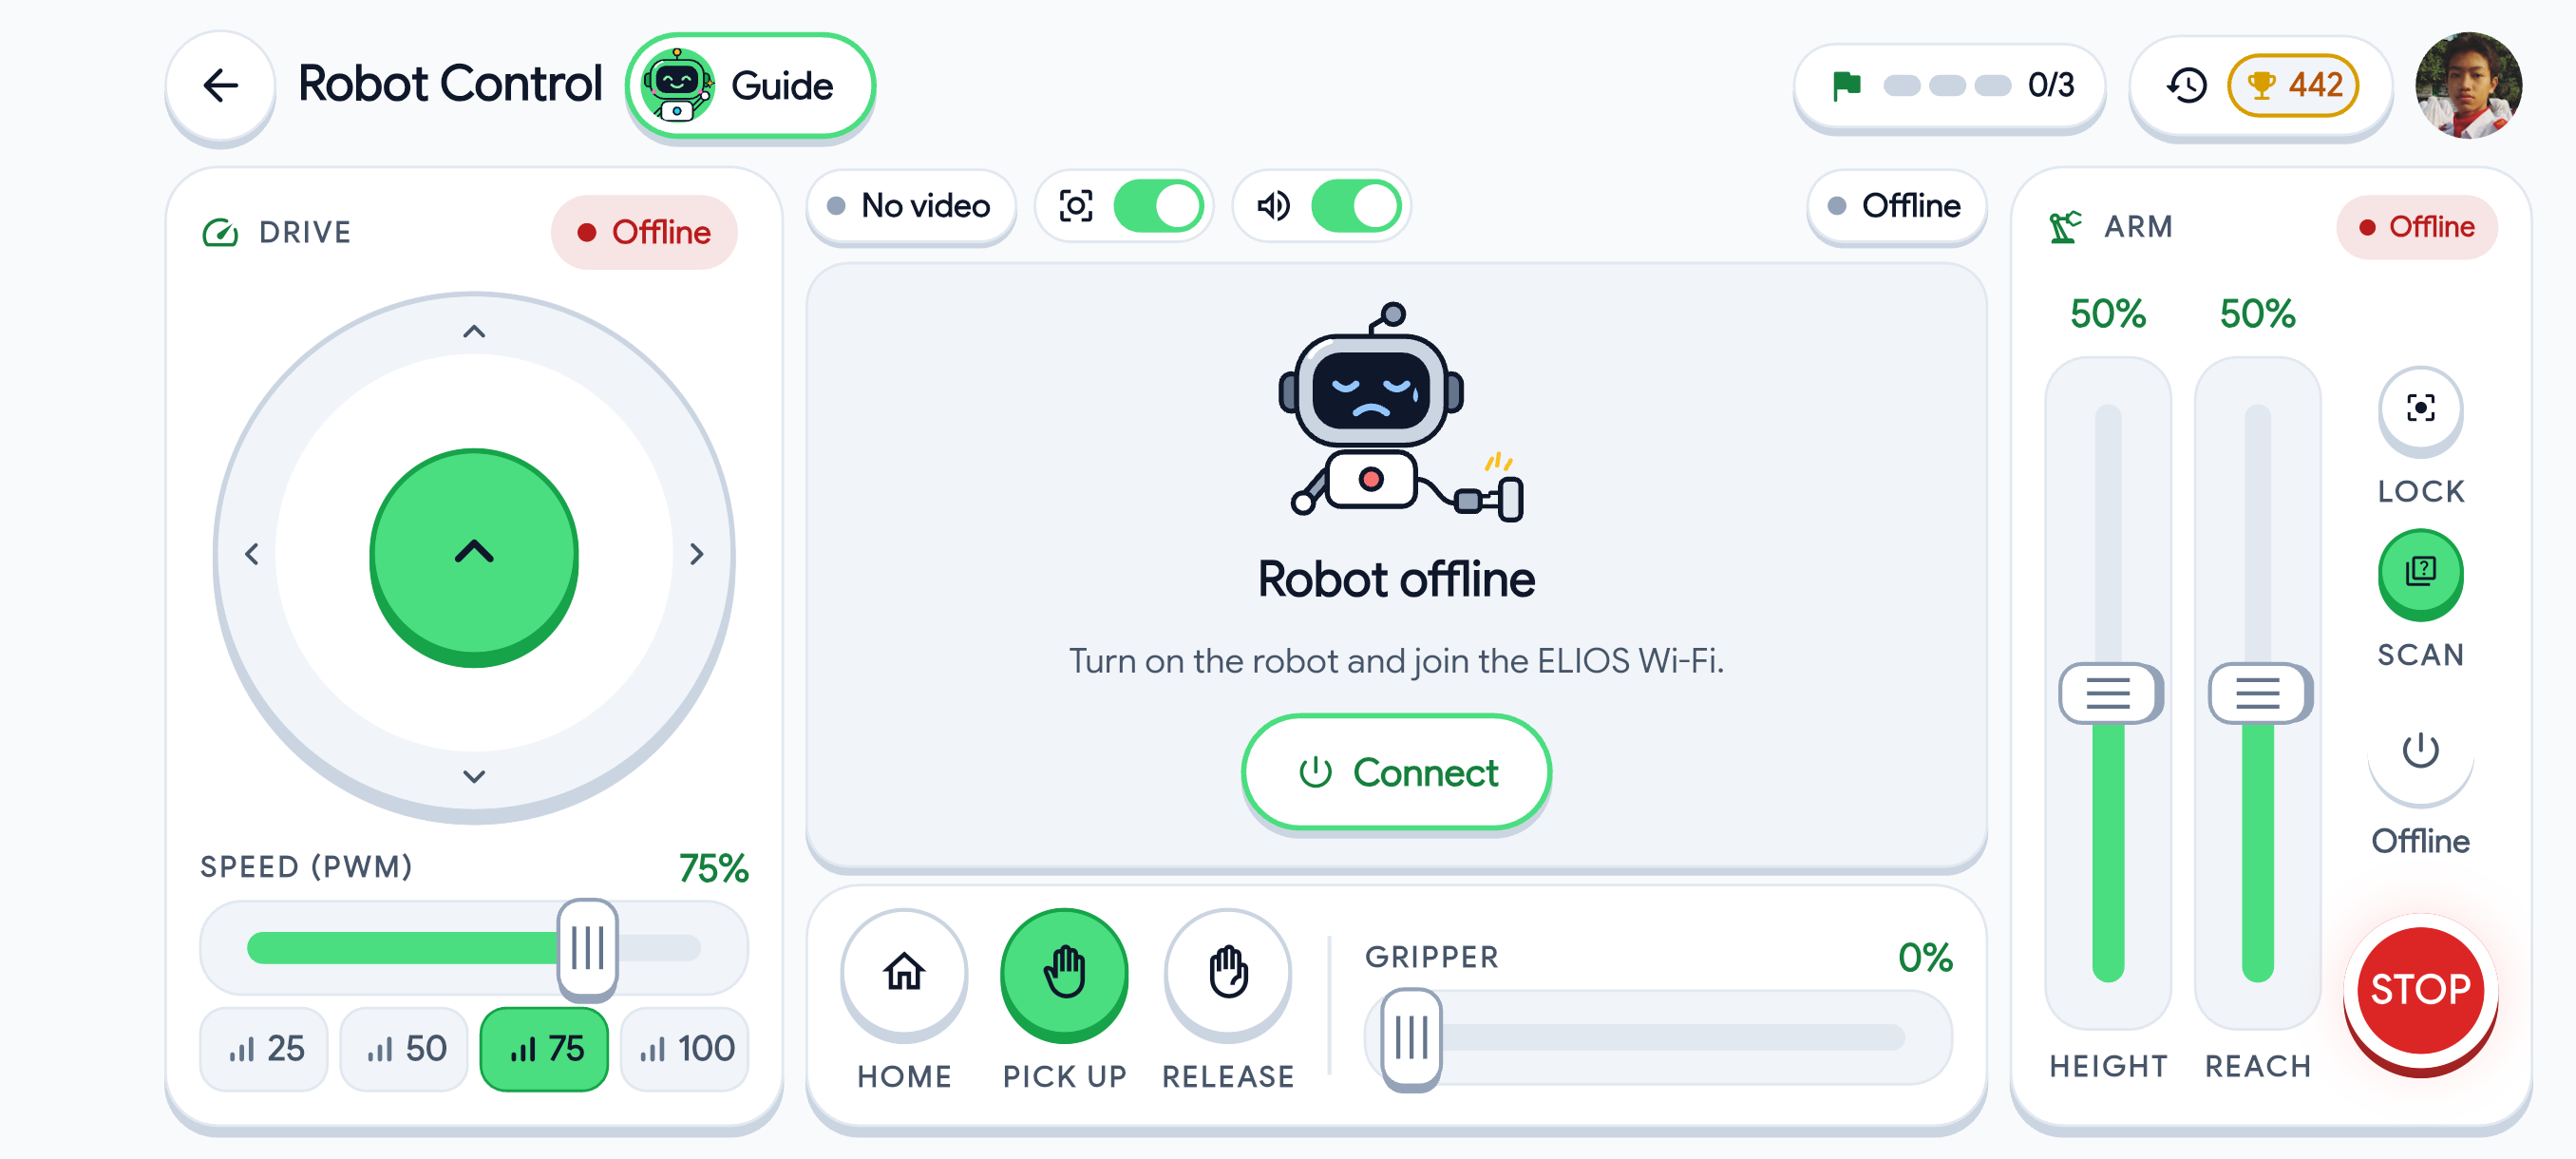 Robot Control
Guide
0/3
442
DRIVE
Offline
No video
Offline
ARM
Offline
50%
50%
LOCK
SCAN
Offline
STOP
HEIGHT
REACH
Robot offline
Turn on the robot and join the ELIOS Wi-Fi.
Connect
SPEED (PWM)
75%
25
50
75
100
HOME
PICK UP
RELEASE
GRIPPER
0%